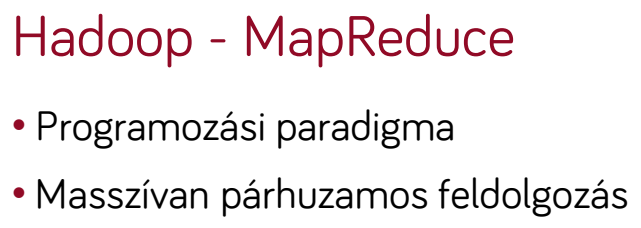 Hadoop - MapReduce
• Programozási paradigma
• Masszívan párhuzamos feldolgozás